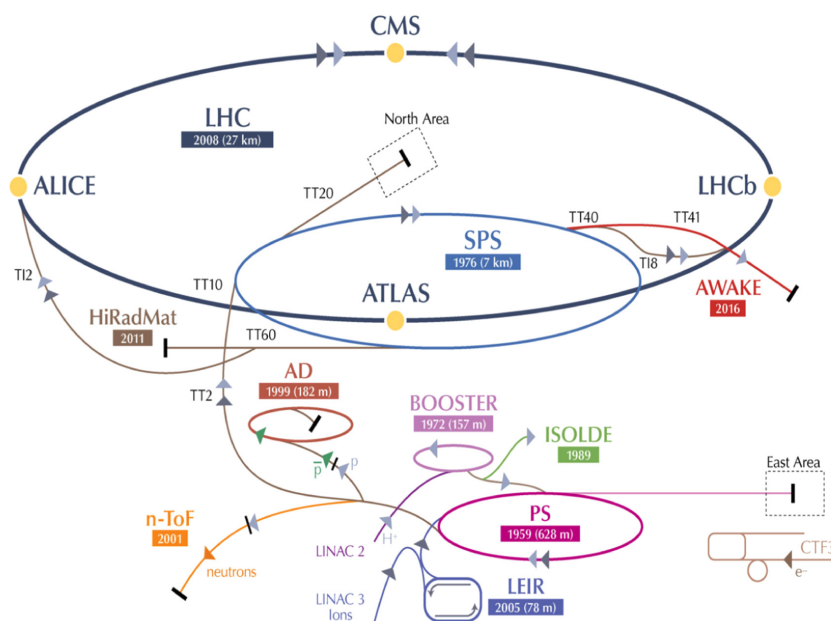 CMS
LHC
2008 (27 km)
North Area
ALICE
TT20
LHCb
TT40
TT41
SPS
1976 (7 km)
TI8
TI2
TT10
ATLAS
AWAKE
2016
HiRadMat
2011
TT60
AD
1999 (182 m)
TT2
BOOSTER
1972 (157 m)
ISOLDE
1989
p
p
East Area
n-ToF
2001
PS
1959 (628 m)
H+
LINAC 2
neutrons
CTF3
e-
LEIR
2005 (78 m)
LINAC 3
Ions